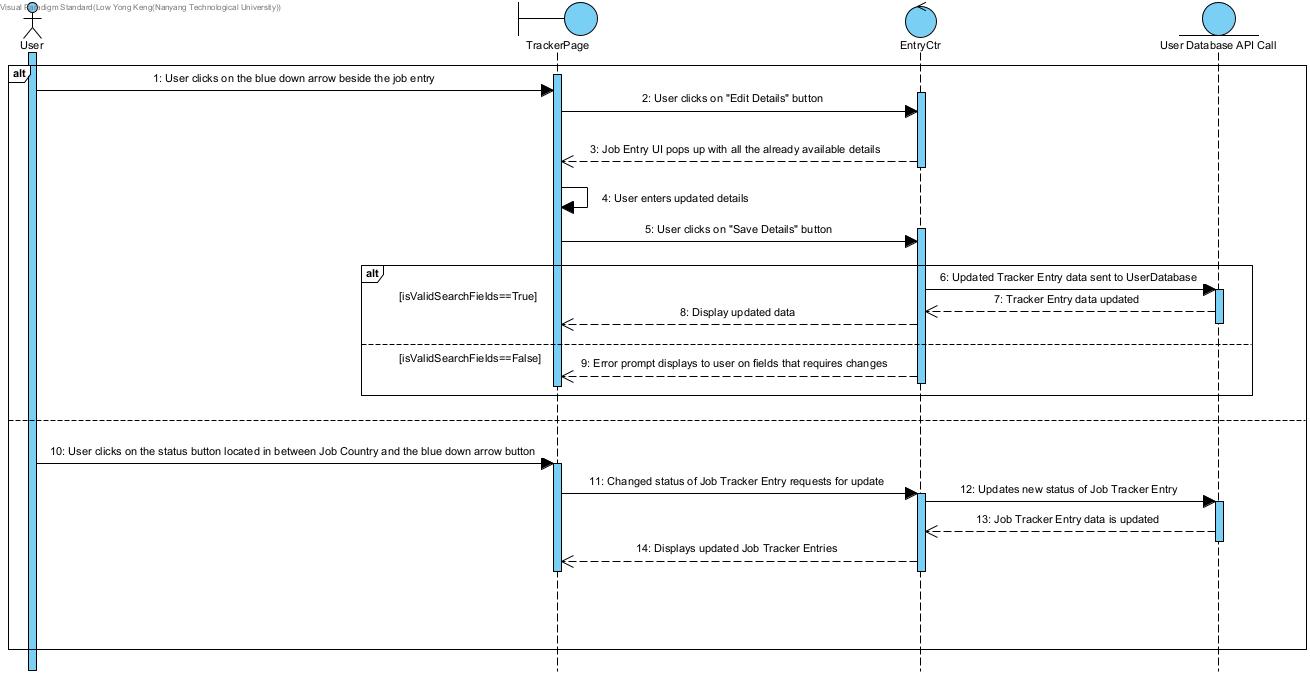 Visual Paradigm Standard(Low Yong Keng(Nanyang Technological University))
User
TrackerPage
EntryCtr
User Database API Call
alt
1: User clicks on the blue down arrow beside the job entry
2: User clicks on "Edit Details" button
3: Job Entry UI pops up with all the already available details
4: User enters updated details
5: User clicks on "Save Details" button
alt
6: Updated Tracker Entry data sent to UserDatabase
[isValidSearchFields==True]
7: Tracker Entry data updated
8: Display updated data
[isValidSearchFields==False]
9: Error prompt displays to user on fields that requires changes
10: User clicks on the status button located in between Job Country and the blue down arrow button
11: Changed status of Job Tracker Entry requests for update
12: Updates new status of Job Tracker Entry
13: Job Tracker Entry data is updated
14: Displays updated Job Tracker Entries